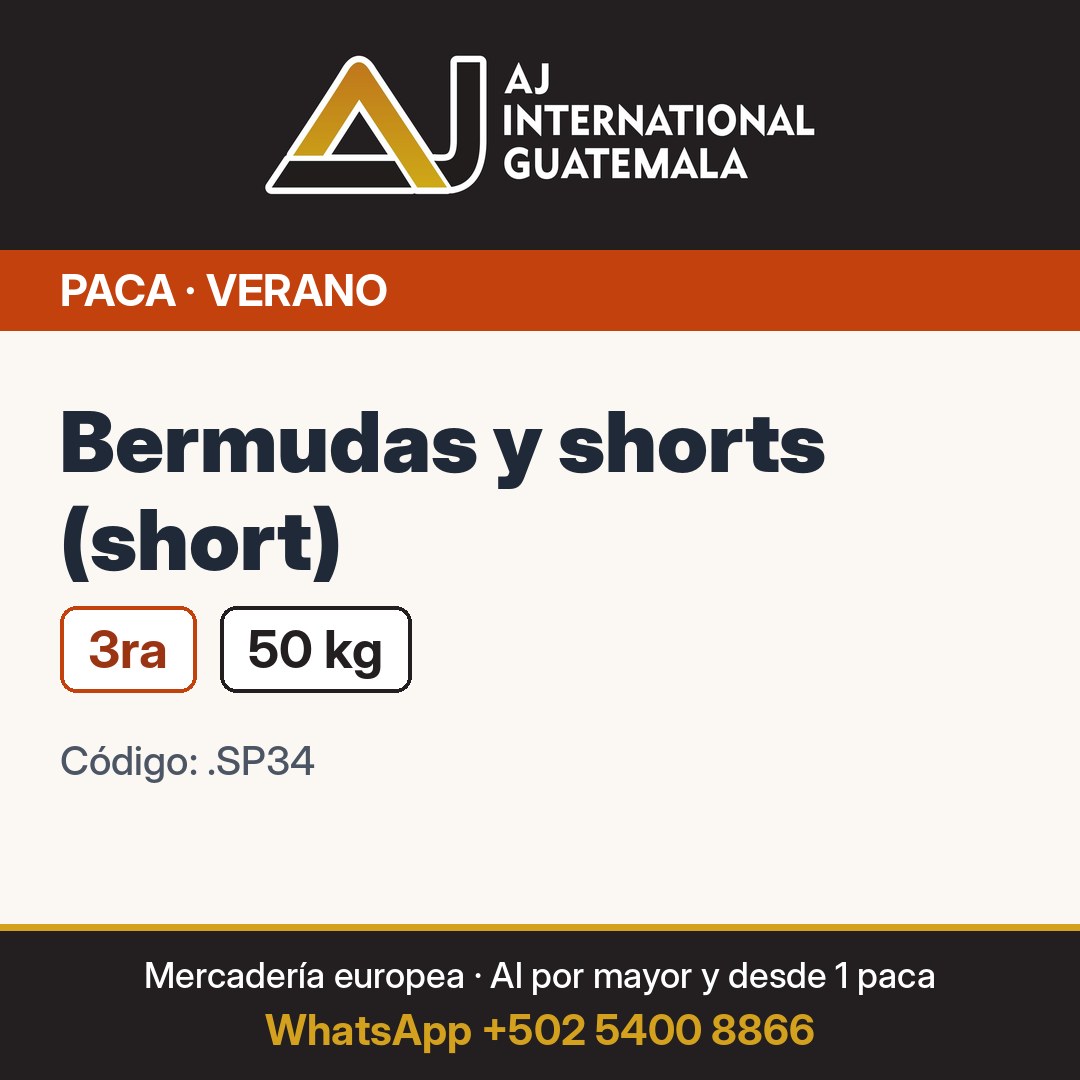 AJ
AJ
INTERNATIONAL
GUATEMALA
PACA · VERANO
Bermudas y shorts
(short)
3ra
50 kg
Código: .SP34
Mercadería europea · Al por mayor y desde 1 paca
WhatsApp +502 5400 8866